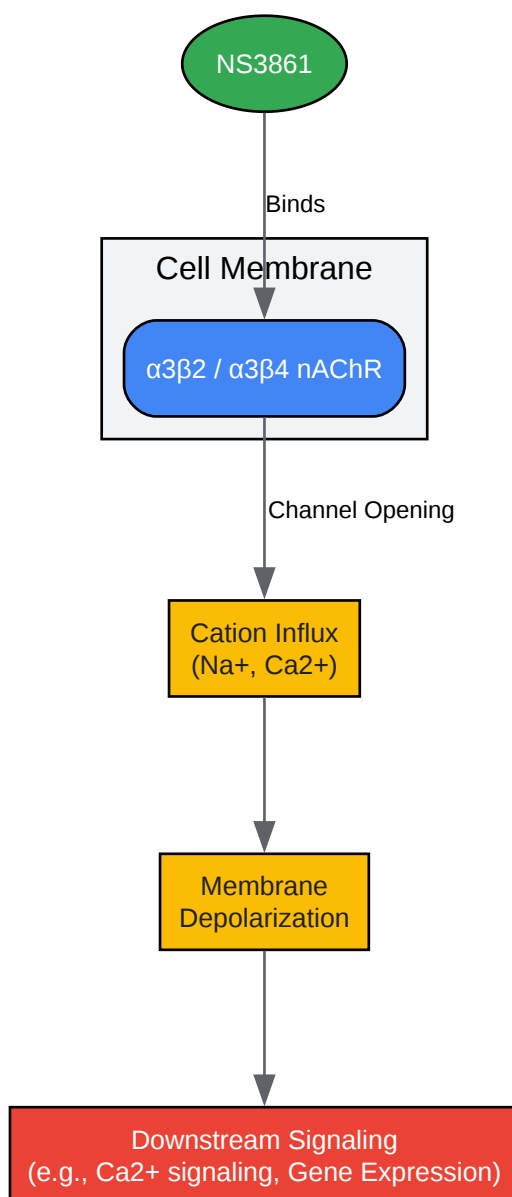 NS3861
Binds
Cell Membrane
α3β2 / α3β4 nAChR
Channel Opening
Cation Influx
(Na+, Ca2+)
Membrane
Depolarization
Downstream Signaling
(e.g., Ca2+ signaling, Gene Expression)